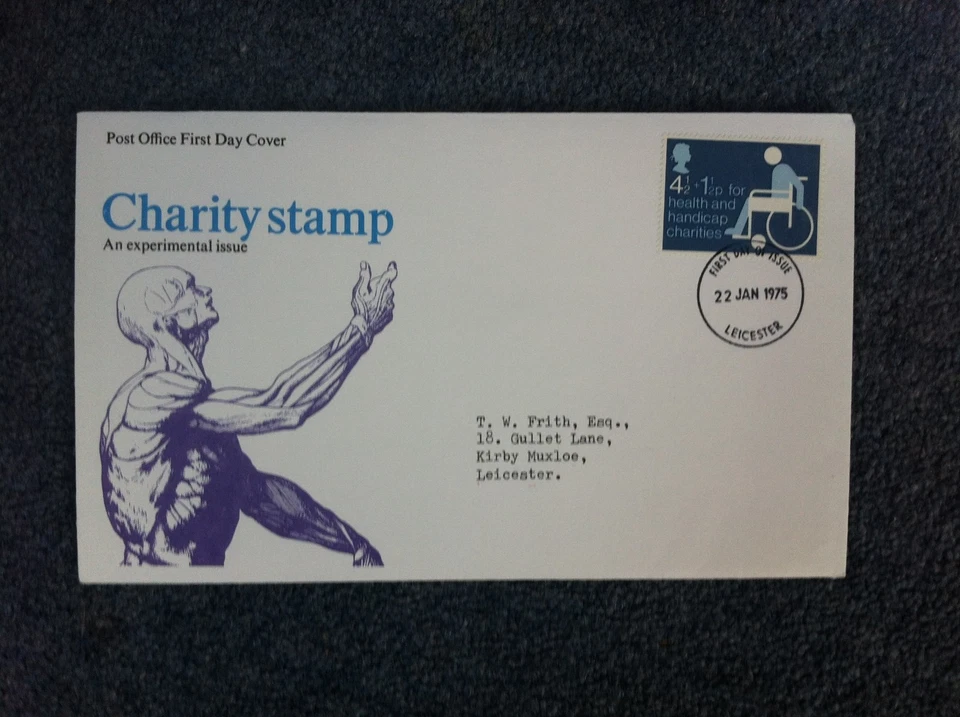 Post Office First Day Cover
Charity stamp
An experimental issue
4½+1½p for
health and
handicap
charities
FIRST DAY OF ISSUE
22 JAN 1975
LEICESTER
T. W. Frith, Esq.,
18. Gullet Lane,
Kirby Muxloe,
Leicester.